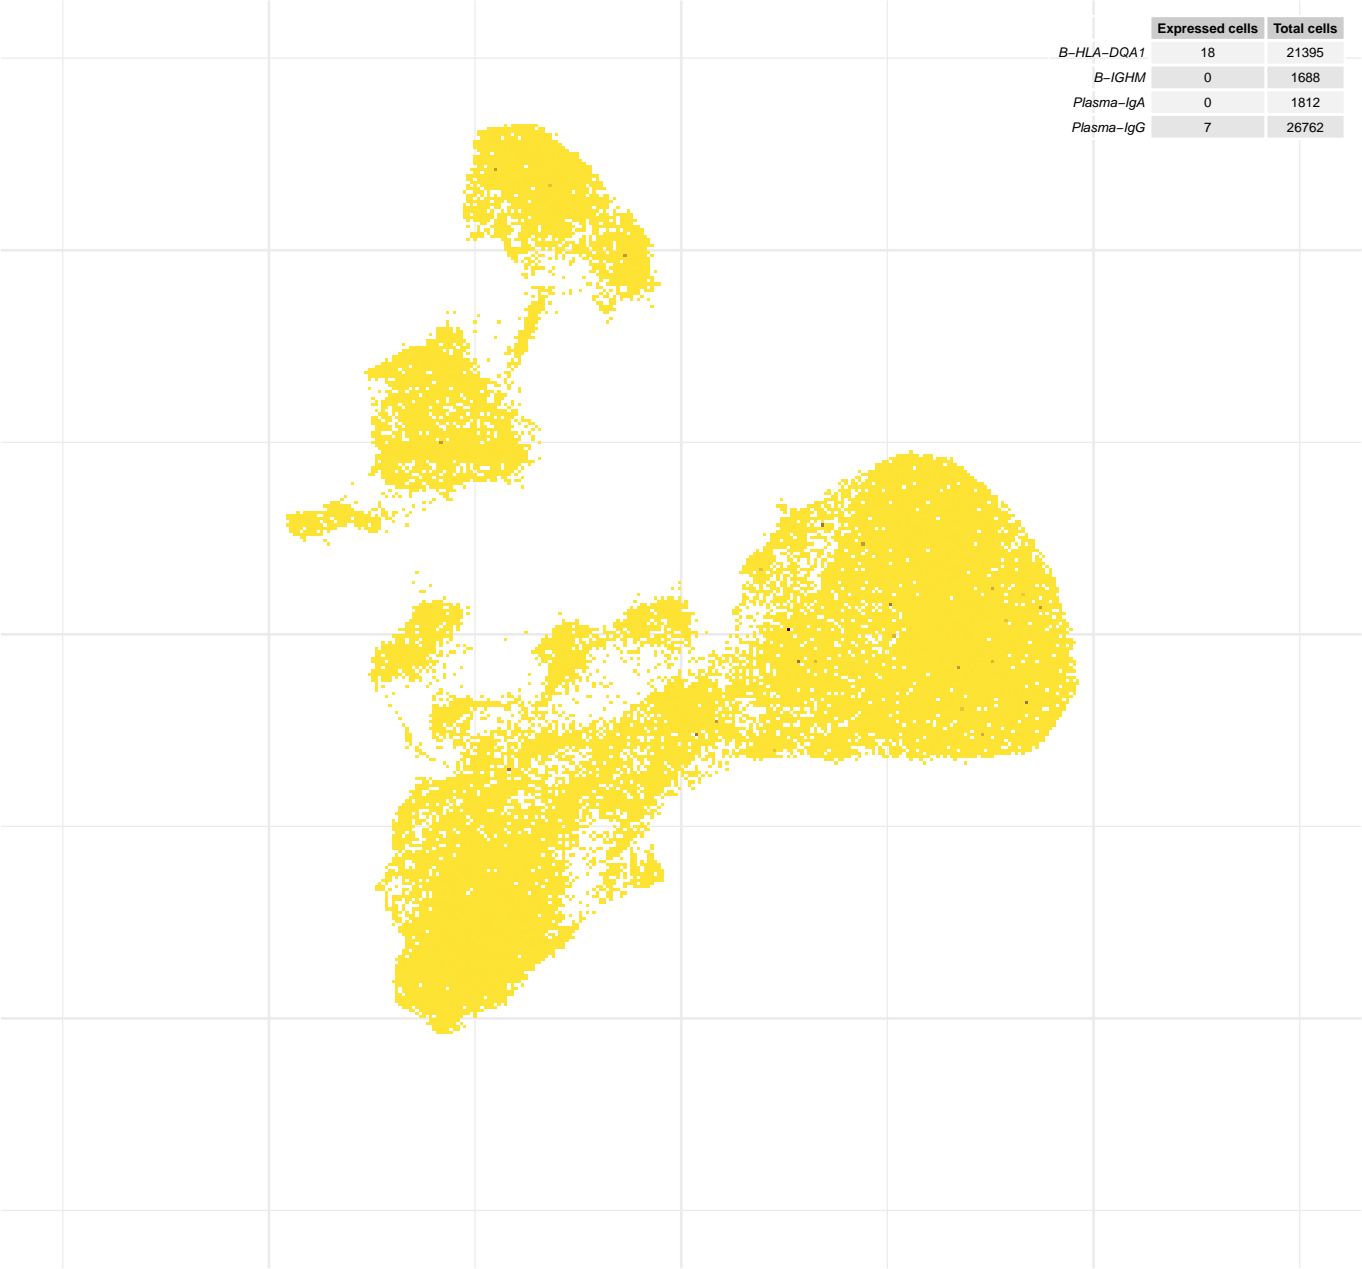 Expressed cells Total cells
B−HLA−DQA1 18 21395
B−IGHM 0 1688
Plasma−IgA 0 1812
Plasma−IgG 7 26762